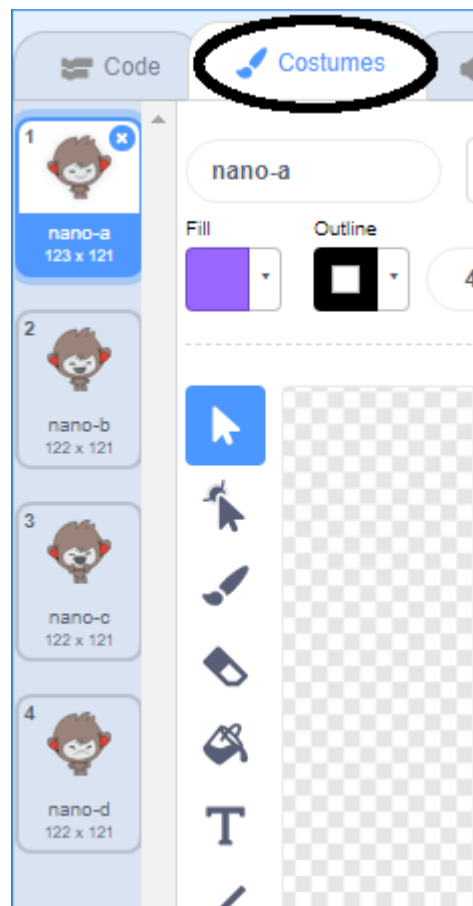 Code
Costumes
1
nano-a
123 x 121
2
nano-b
122 x 121
3
nano-c
122 x 121
4
nano-d
122 x 121
nano-a
Fill
Outline
4
T